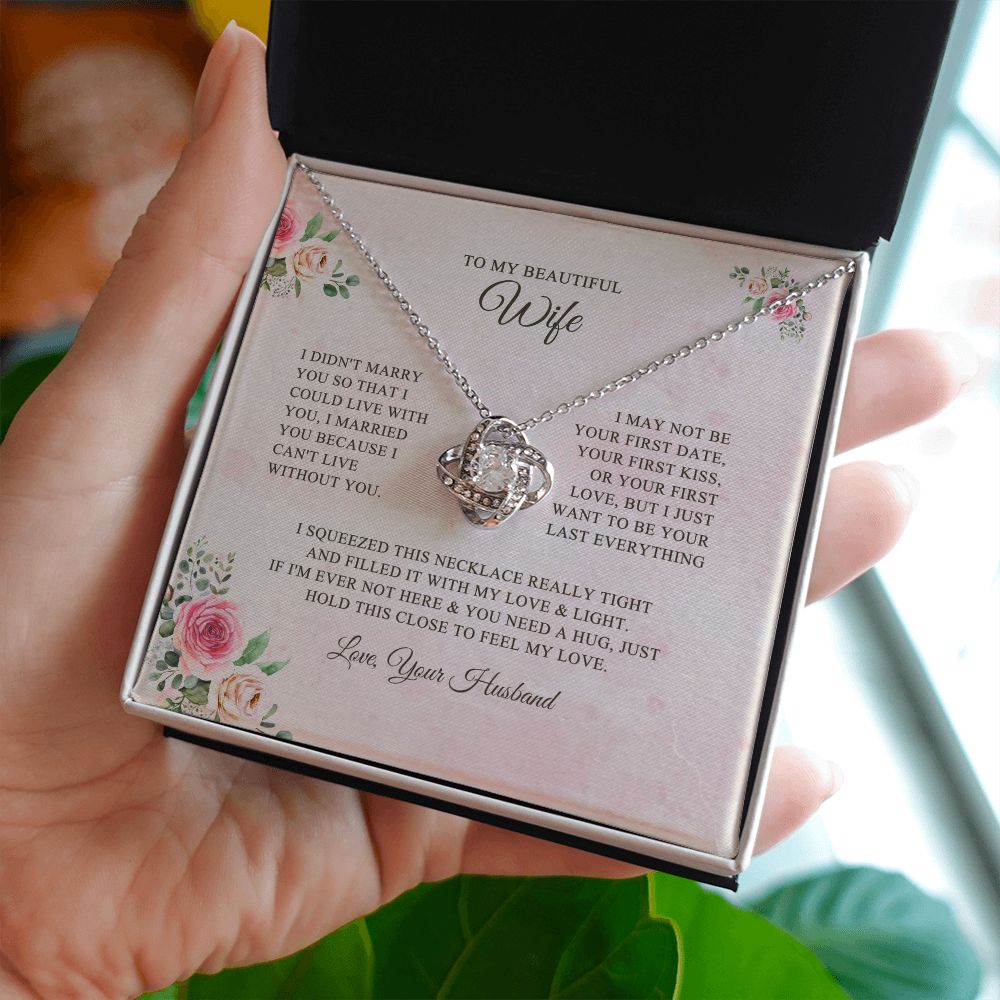 TO MY BEAUTIFUL
Wife
I DIDN'T MARRY
YOU SO THAT I
COULD LIVE WITH
YOU, I MARRIED
YOU BECAUSE I
CAN'T LIVE
WITHOUT YOU.
I MAY NOT BE
YOUR FIRST DATE,
YOUR FIRST KISS,
OR YOUR FIRST
LOVE, BUT I JUST
WANT TO BE YOUR
LAST EVERYTHING
I SQUEEZED THIS NECKLACE REALLY TIGHT
AND FILLED IT WITH MY LOVE & LIGHT.
IF I'M EVER NOT HERE & YOU NEED A HUG, JUST
HOLD THIS CLOSE TO FEEL MY LOVE.
Love, Your Husband